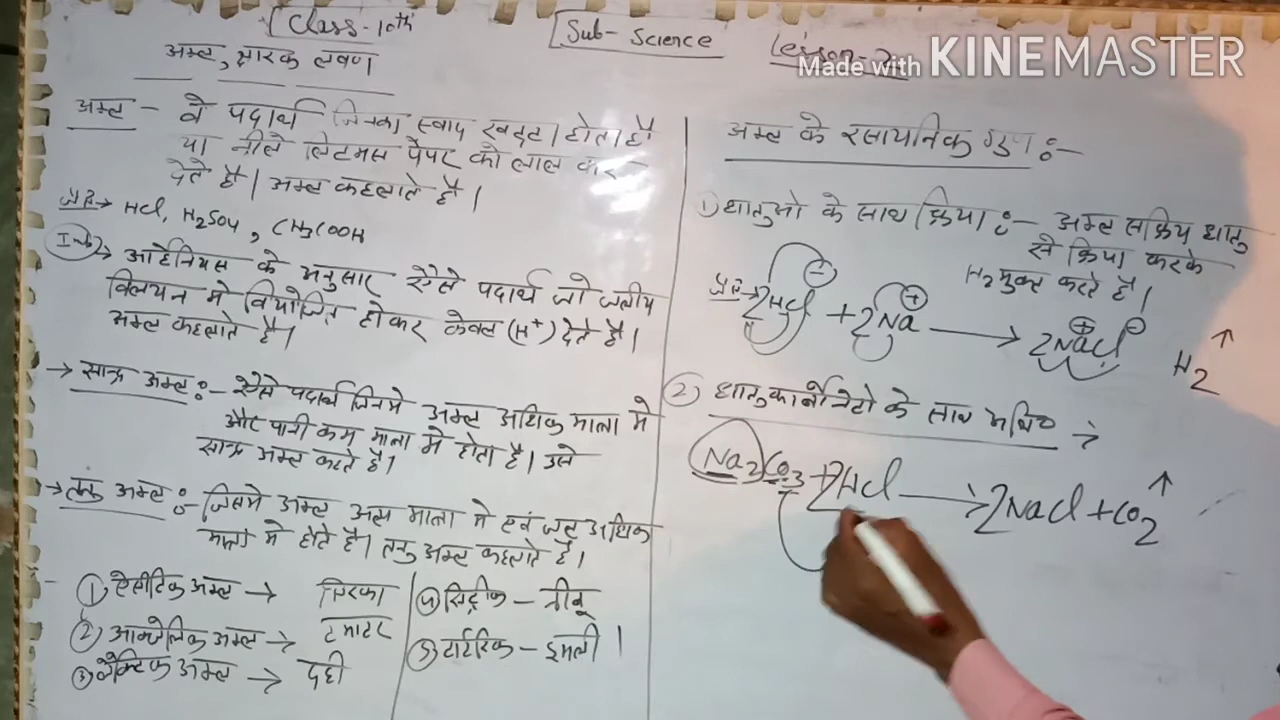 Class-10th
Sub- Science
Lesson-2
Made with KINEMASTER
अम्ल, क्षारक लवण
अम्ल - वे पदार्थ जिनका स्वाद खट्टा होता है
या नीले लिटमस पेपर को लाल कर
देते है। अम्ल कहलाते है।
जैसे→ HCl, H2SO4, CH3COOH
Imp→ आर्हेनियस के अनुसार ऐसे पदार्थ जो जलीय
विलयन मे वियोजित होकर केवल (H+) देते है।
अम्ल कहलाते है।
→ सान्द्र अम्ल :- ऐसे पदार्थ जिनमे अम्ल अधिक मात्रा मे
और पानी कम मात्रा मे होता है। उसे
सान्द्र अम्ल कहते है।
→ तनु अम्ल :- जिसमे अम्ल अल्प मात्रा मे एवं जल अधिक
मात्रा मे होते है। तनु अम्ल कहलाते है।
① ऐसीटिक अम्ल → सिरका
② आक्जेलिक अम्ल → टमाटर
③ लैक्टिक अम्ल → दही
④ सिट्रीक - नीबू
⑤ टार्टरिक - इमली।
अम्ल के रसायनिक गुण :-
① धातुओ के साथ क्रिया :- अम्ल सक्रिय धातु
से क्रिया करके
H2 मुक्त करते है।
जैसे→ 2HCl + 2Na → 2NaCl H2 ↑
② धातु कार्बोनेटो के साथ →
Na2CO3 + 2HCl → 2NaCl + CO2 ↑